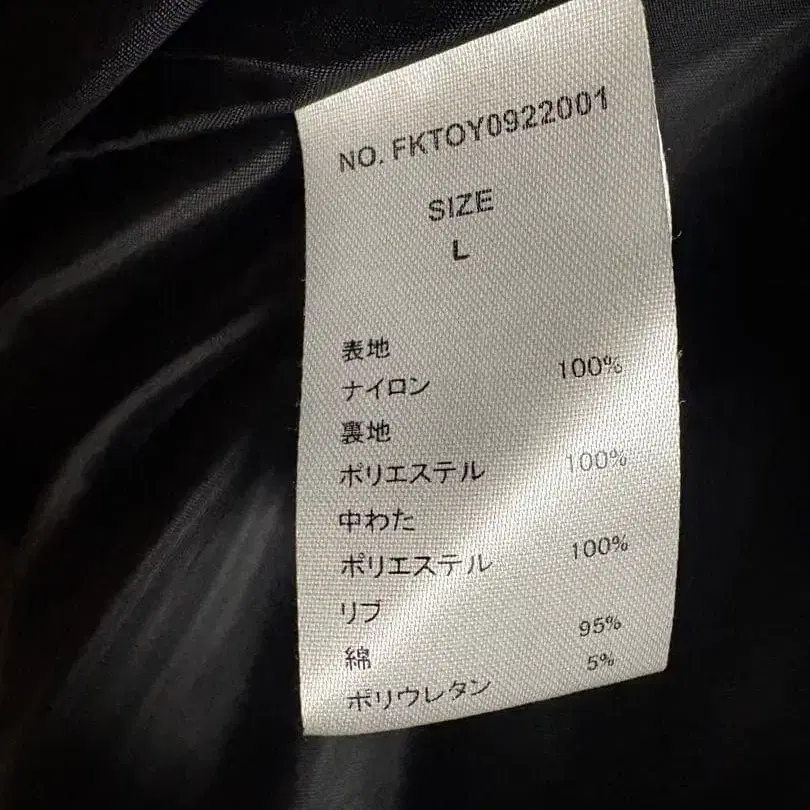 NO. FKTOY0922001
SIZE
L
表地
ナイロン 100%
裏地
ポリエステル 100%
中わた
ポリエステル 100%
リブ
綿 95%
ポリウレタン 5%